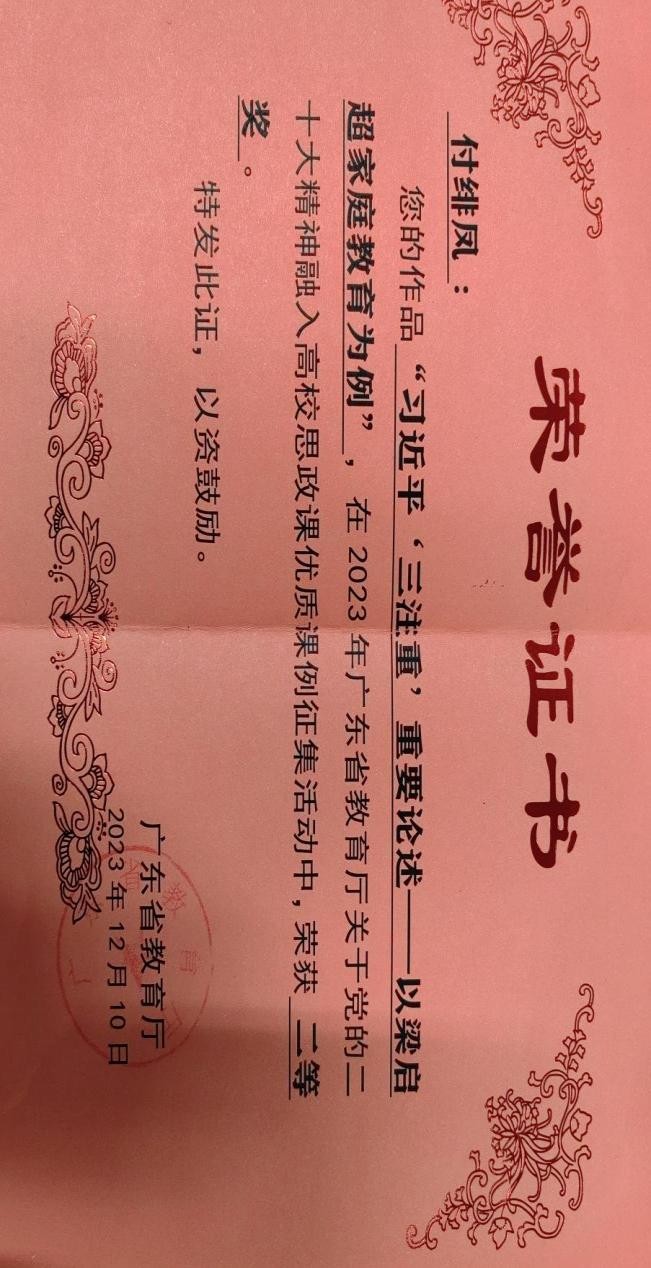 荣誉证书
付绯凤：
您的作品“习近平‘三注重’重要论述——以梁启
超家庭教育为例”，在2023年广东省教育厅关于党的二
十大精神融入高校思政课优质课例征集活动中，荣获 二等
奖。
特发此证，以资鼓励。
广东省教育厅
2023年12月10日